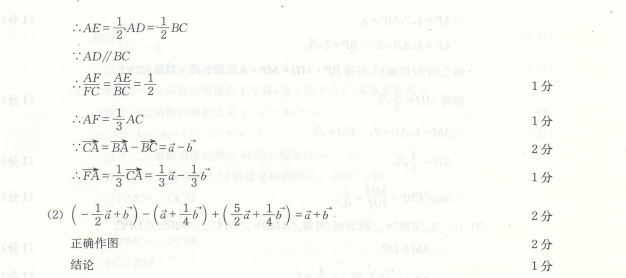 ∴AE=1/2 AD=1/2 BC
∵AD∥BC
∴AF/FC=AE/BC=1/2 1分
∴AF=1/3 AC 1分
∵CA→=BA→-BC→=a→-b→ 2分
∴FA→=1/3 CA→=1/3 a→-1/3 b→ 1分
(2) (-1/2 a→+b→)-(a→+1/4 b→)+(5/2 a→+1/4 b→)=a→+b→ 2分
正确作图 2分
结论 1分